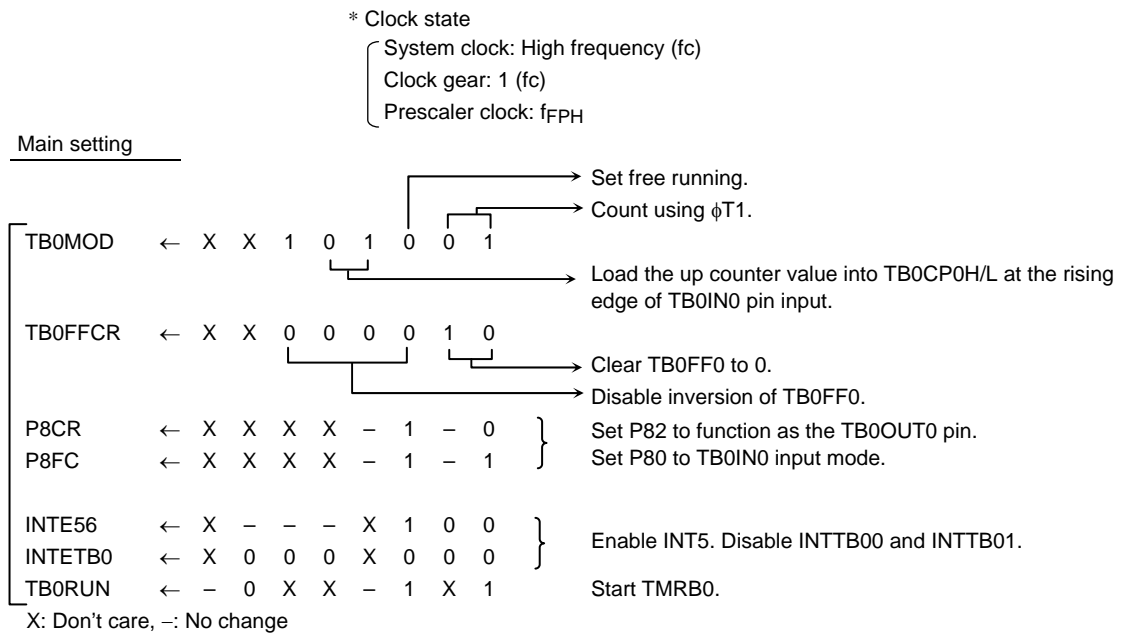 * Clock state
System clock: High frequency (fc)
Clock gear: 1 (fc)
Prescaler clock: fFPH
Main setting
Set free running.
Count using ϕT1.
TB0MOD ← X X 1 0 1 0 0 1
Load the up counter value into TB0CP0H/L at the rising
edge of TB0IN0 pin input.
TB0FFCR ← X X 0 0 0 0 1 0
Clear TB0FF0 to 0.
Disable inversion of TB0FF0.
P8CR ← X X X X – 1 – 0 Set P82 to function as the TB0OUT0 pin.
P8FC ← X X X X – 1 – 1 Set P80 to TB0IN0 input mode.
INTE56 ← X – – – X 1 0 0
Enable INT5. Disable INTTB00 and INTTB01.
INTETB0 ← X 0 0 0 X 0 0 0
TB0RUN ← – 0 X X – 1 X 1 Start TMRB0.
X: Don't care, –: No change